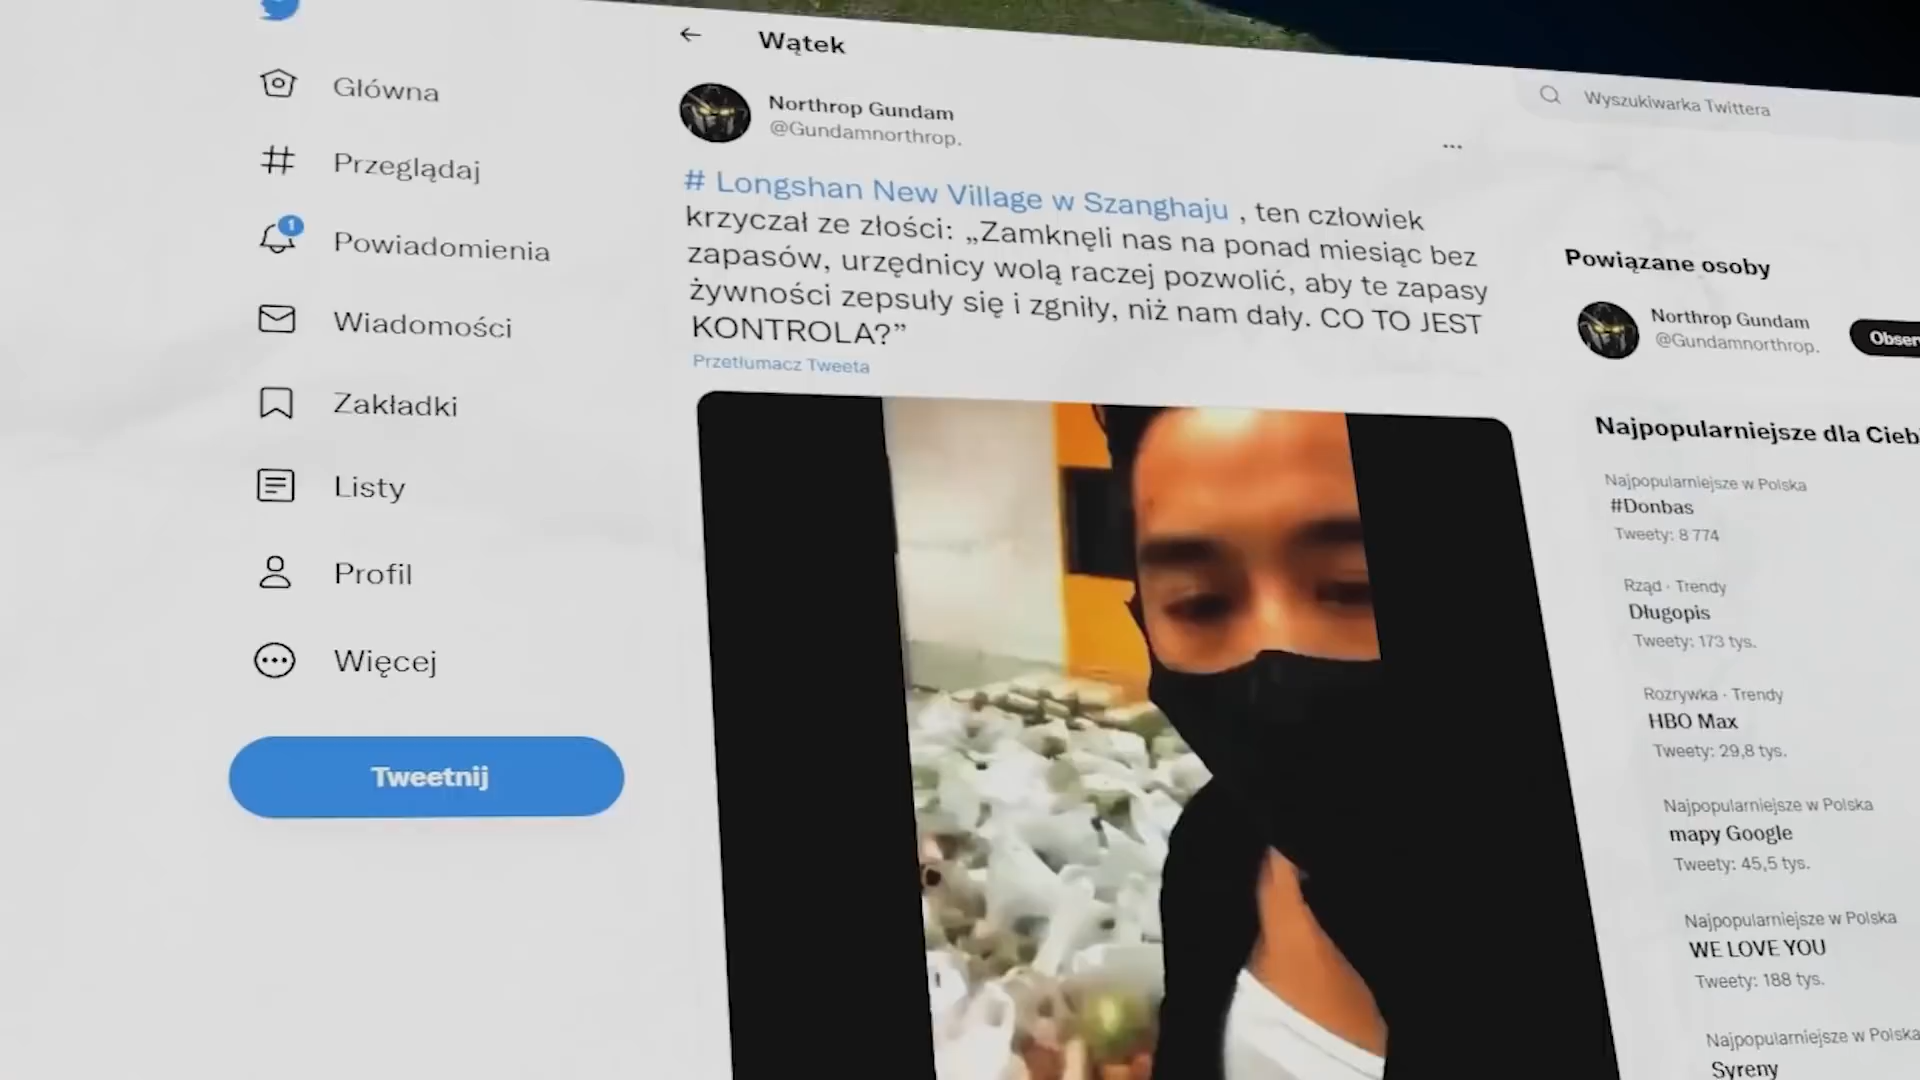 Główna
Przeglądaj
1
Powiadomienia
Wiadomości
Zakładki
Listy
Profil
Więcej
Tweetnij
Wątek
Northrop Gundam
@Gundamnorthrop.
# Longshan New Village w Szanghaju , ten człowiek
krzyczał ze złości: „Zamknęli nas na ponad miesiąc bez
zapasów, urzędnicy wolą raczej pozwolić, aby te zapasy
żywności zepsuły się i zgniły, niż nam dały. CO TO JEST
KONTROLA?”
Przetłumacz Tweeta
Wyszukiwarka Twittera
Powiązane osoby
Northrop Gundam
@Gundamnorthrop.
Obser
Najpopularniejsze dla Cieb
Najpopularniejsze w Polska
#Donbas
Tweety: 8 774
Rząd · Trendy
Długopis
Tweety: 173 tys.
Rozrywka · Trendy
HBO Max
Tweety: 29,8 tys.
Najpopularniejsze w Polska
mapy Google
Tweety: 45,5 tys.
Najpopularniejsze w Polska
WE LOVE YOU
Tweety: 188 tys.
Najpopularniejsze w Polska
Syreny